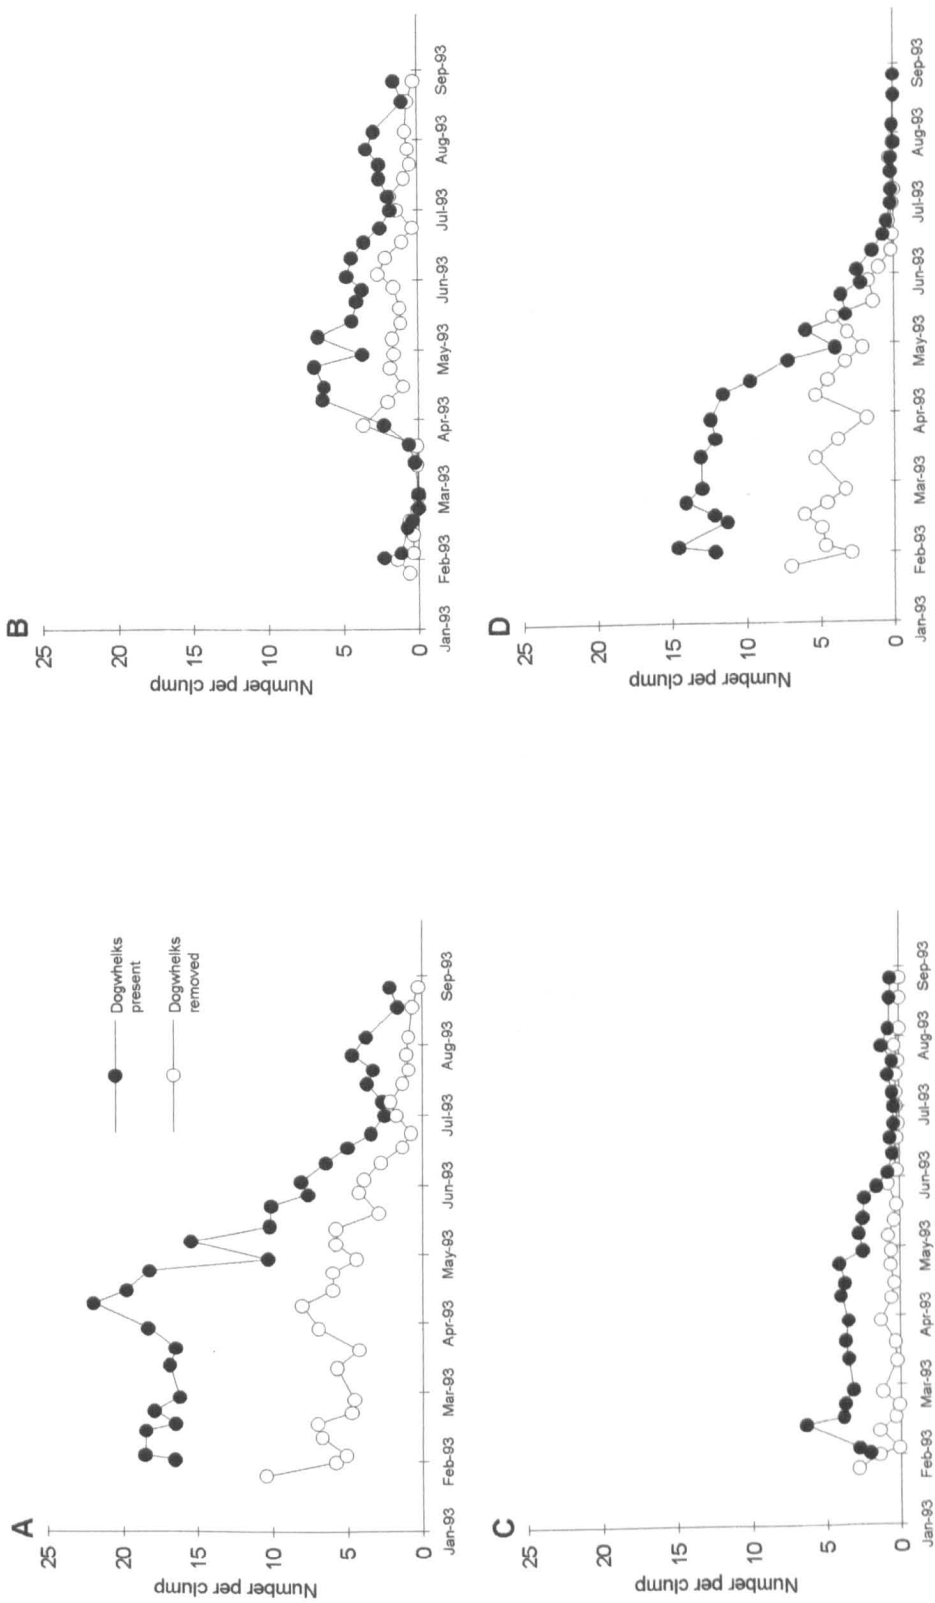 A
25
20
15
10
5
0
Number per clump
Jan-93
Feb-93
Mar-93
Apr-93
May-93
Jun-93
Jul-93
Aug-93
Sep-93
Dogwhelks
present
Dogwhelks
removed
B
25
20
15
10
5
0
Number per clump
Jan-93
Feb-93
Mar-93
Apr-93
May-93
Jun-93
Jul-93
Aug-93
Sep-93
C
25
20
15
10
5
0
Number per clump
Jan-93
Feb-93
Mar-93
Apr-93
May-93
Jun-93
Jul-93
Aug-93
Sep-93
D
25
20
15
10
5
0
Number per clump
Jan-93
Feb-93
Mar-93
Apr-93
May-93
Jun-93
Jul-93
Aug-93
Sep-93